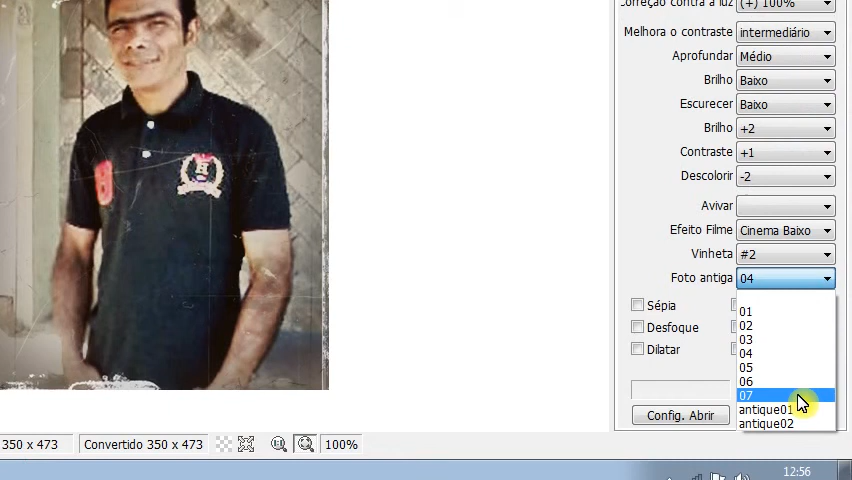 Correção contra a luz (+) 100%
Melhora o contraste intermediário
Aprofundar Médio
Brilho Baixo
Escurecer Baixo
Brilho +2
Contraste +1
Descolorir -2
Avivar
Efeito Filme Cinema Baixo
Vinheta #2
Foto antiga 04
01
Sépia
02
Desfoque
03
Dilatar
04
05
06
07
antique01
antique02
Config. Abrir
350 x 473 Convertido 350 x 473 1:1 100%
12:56